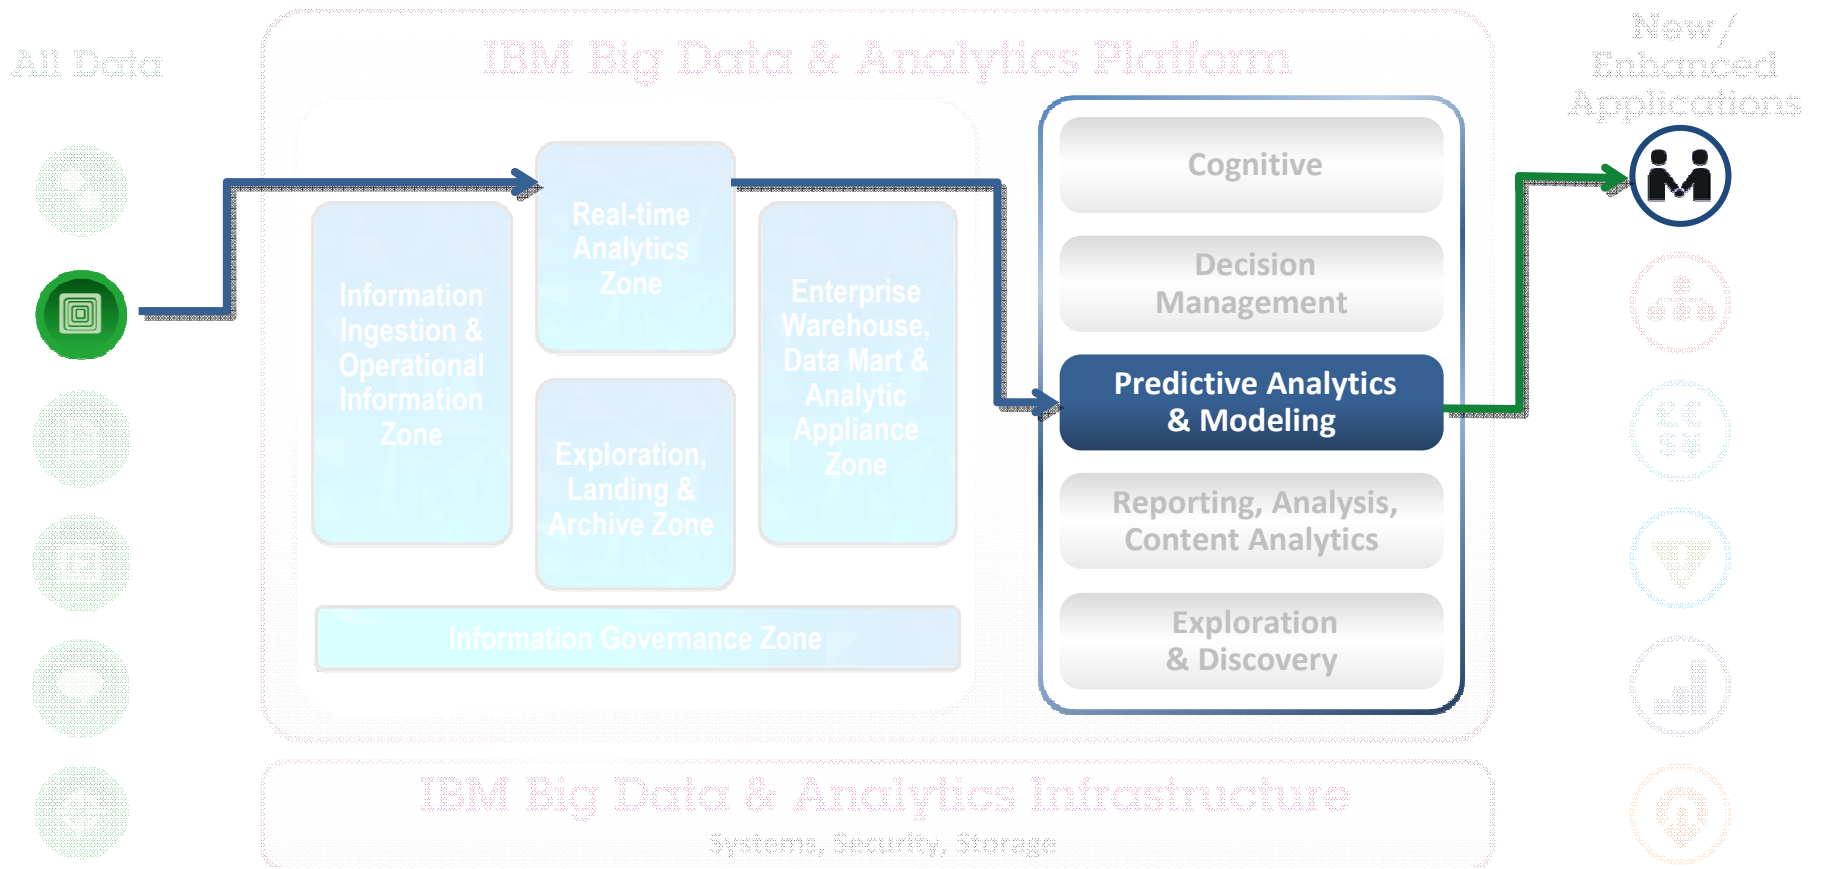 All Data
IBM Big Data & Analytics Platform
New/
Enhanced
Applications
Information
Ingestion &
Operational
Information
Zone
Real-time
Analytics
Zone
Exploration,
Landing &
Archive Zone
Enterprise
Warehouse,
Data Mart &
Analytic
Appliance
Zone
Information Governance Zone
Cognitive
Decision
Management
Predictive Analytics
& Modeling
Reporting, Analysis,
Content Analytics
Exploration
& Discovery
IBM Big Data & Analytics Infrastructure
Systems, Security, Storage